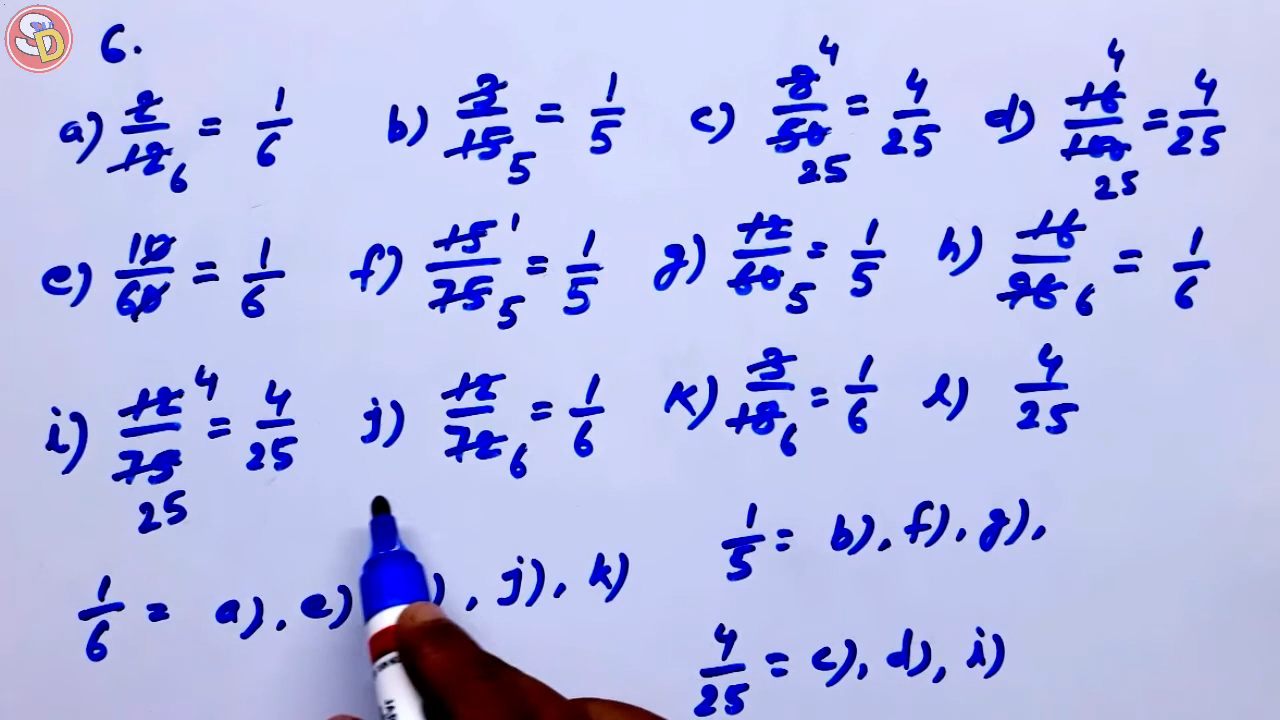 SD
6.
a) 2/12 6 = 1/6 b) 3/15 5 = 1/5 c) 8/50 4 25 = 4/25 d) 16/100 4 25 = 4/25
e) 10/60 = 1/6 f) 15/75 1 5 = 1/5 g) 12/60 5 = 1/5 h) 16/96 6 = 1/6
i) 12/75 4 25 = 4/25 j) 12/72 6 = 1/6 k) 3/18 6 = 1/6 l) 4/25
1/5 = b), f), g),
1/6 = a), e) ), j), k)
4/25 = c), d), i)